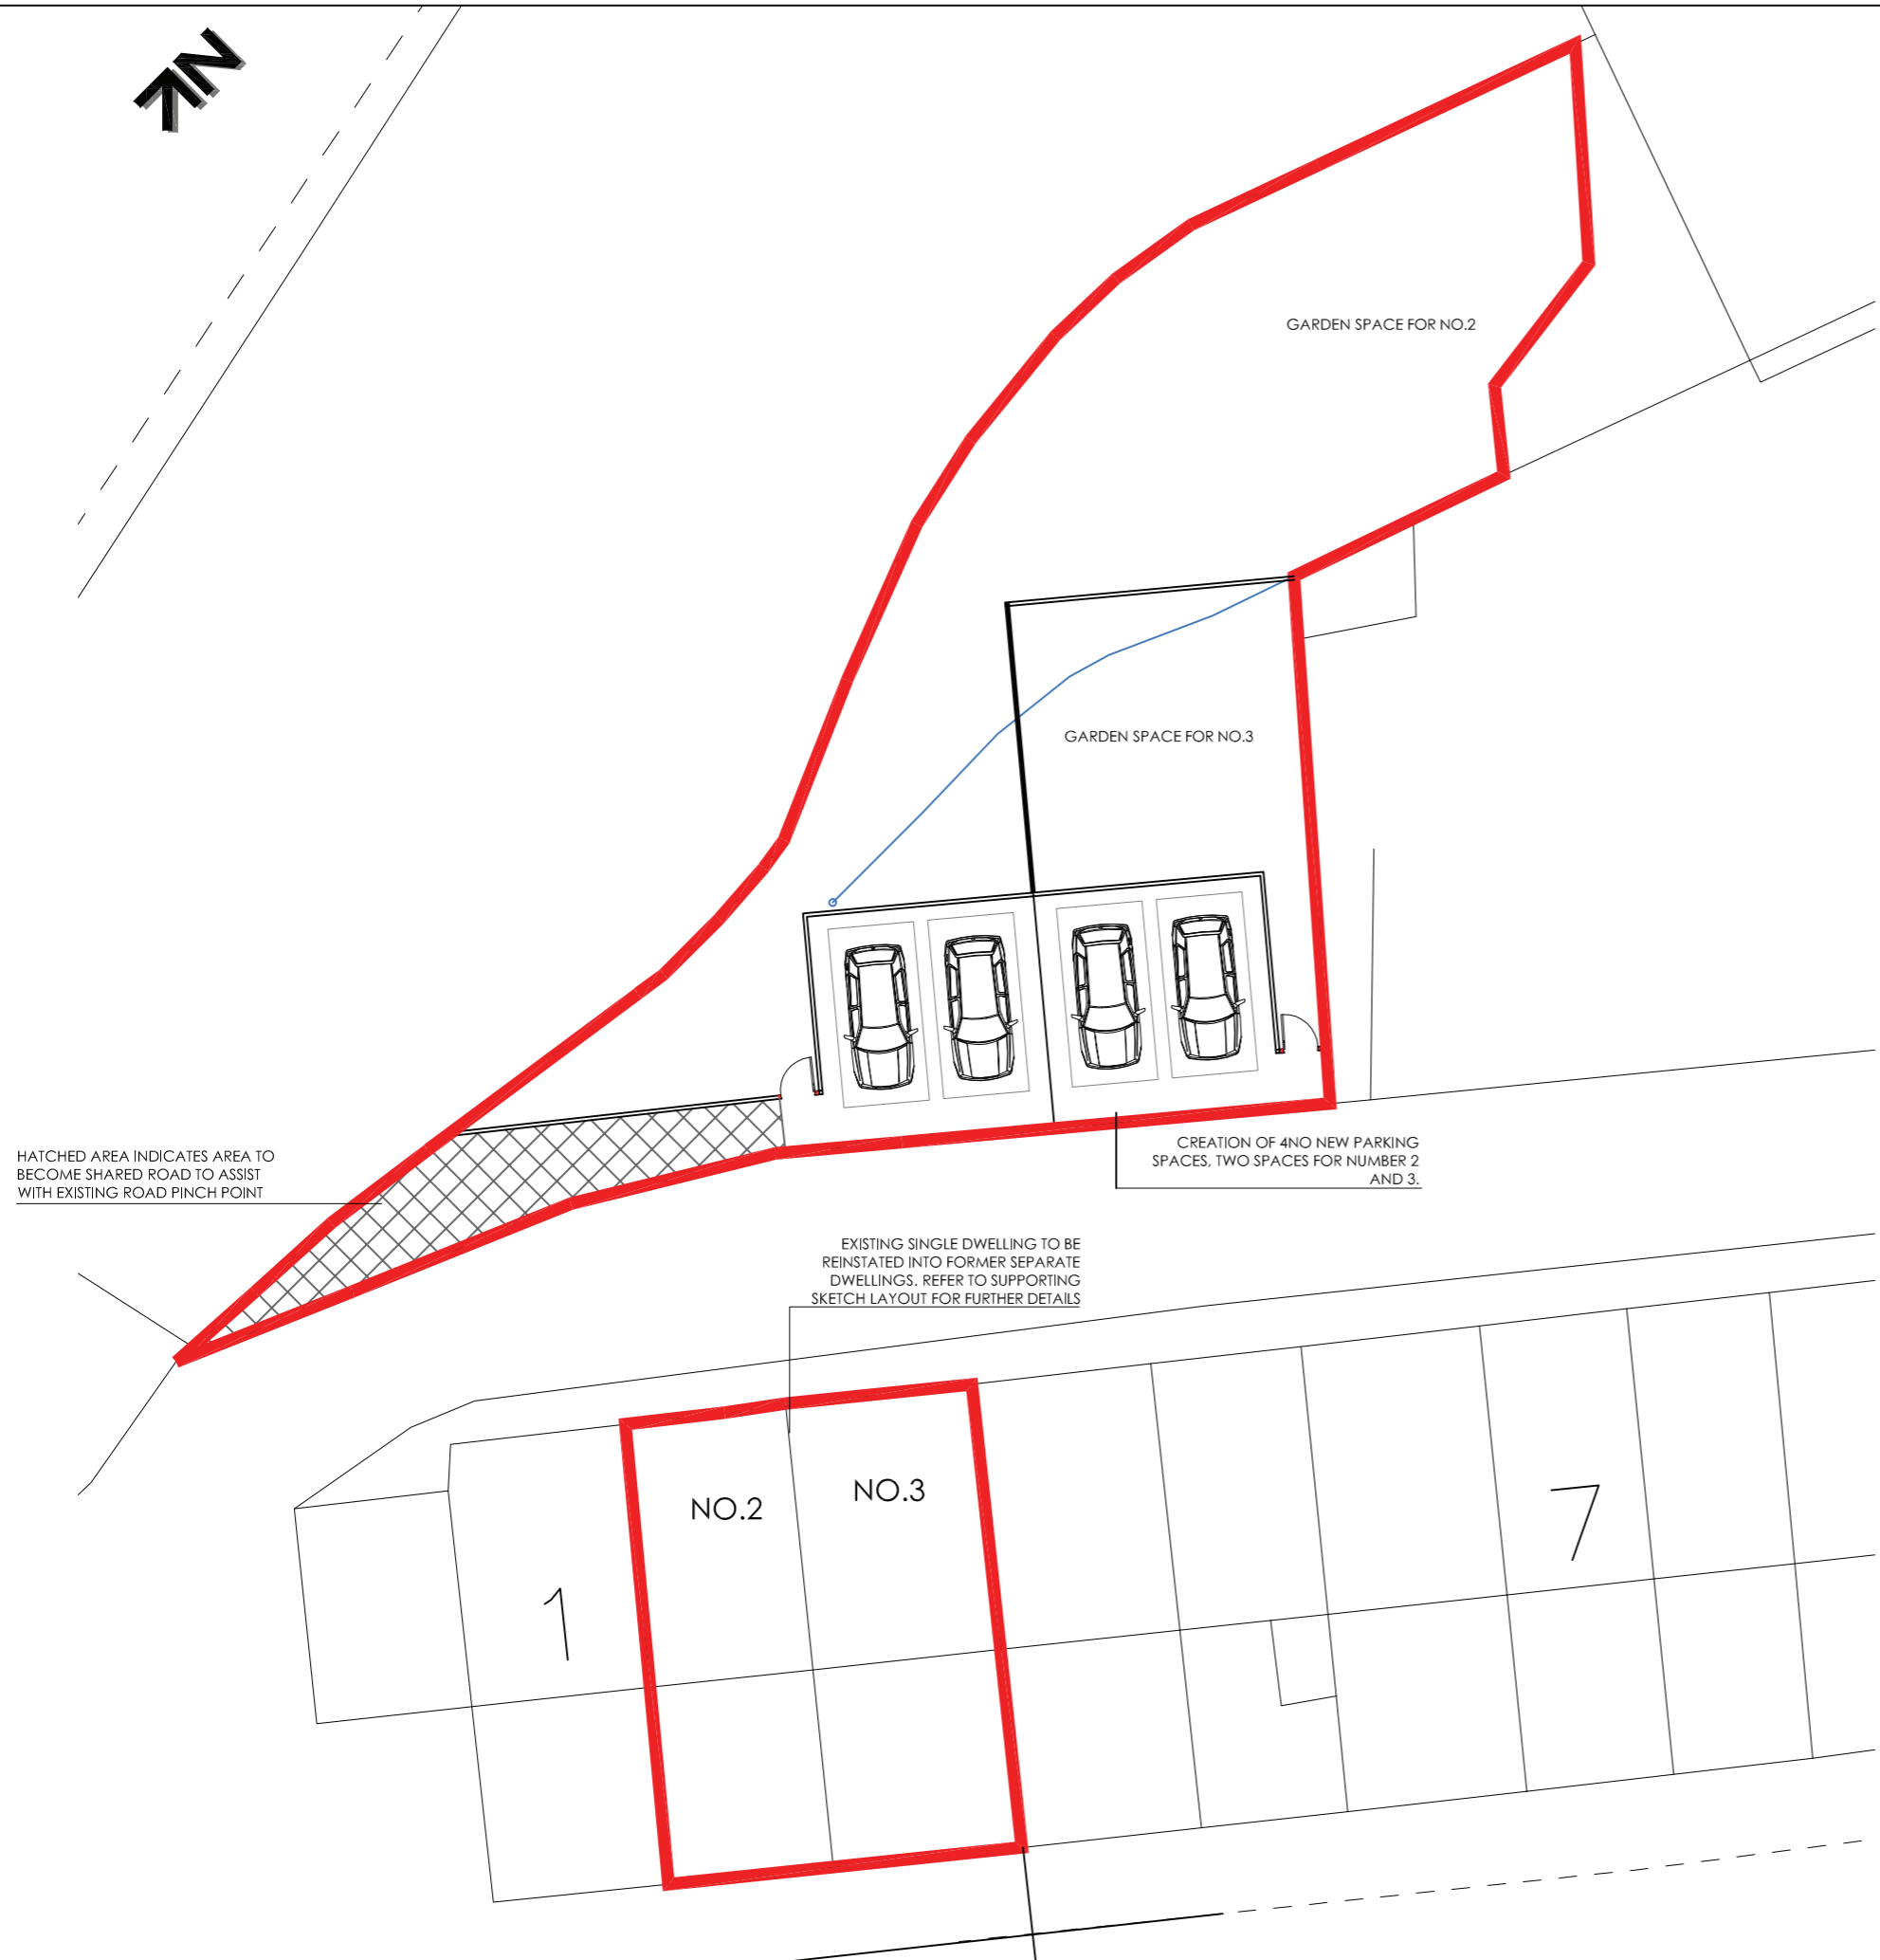 N
GARDEN SPACE FOR NO.2
GARDEN SPACE FOR NO.3
HATCHED AREA INDICATES AREA TO
BECOME SHARED ROAD TO ASSIST
WITH EXISTING ROAD PINCH POINT
CREATION OF 4NO NEW PARKING
SPACES, TWO SPACES FOR NUMBER 2
AND 3.
EXISTING SINGLE DWELLING TO BE
REINSTATED INTO FORMER SEPARATE
DWELLINGS. REFER TO SUPPORTING
SKETCH LAYOUT FOR FURTHER DETAILS
NO.2
NO.3
1
7